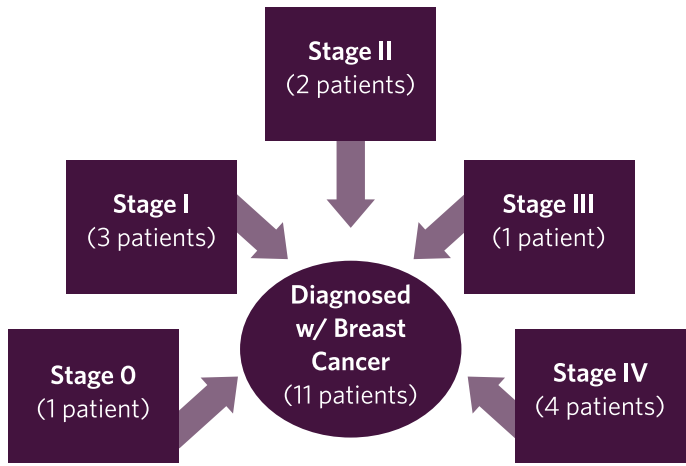 Stage II
(2 patients)
Stage I
(3 patients)
Stage III
(1 patient)
Diagnosed
w/ Breast
Cancer
(11 patients)
Stage 0
(1 patient)
Stage IV
(4 patients)